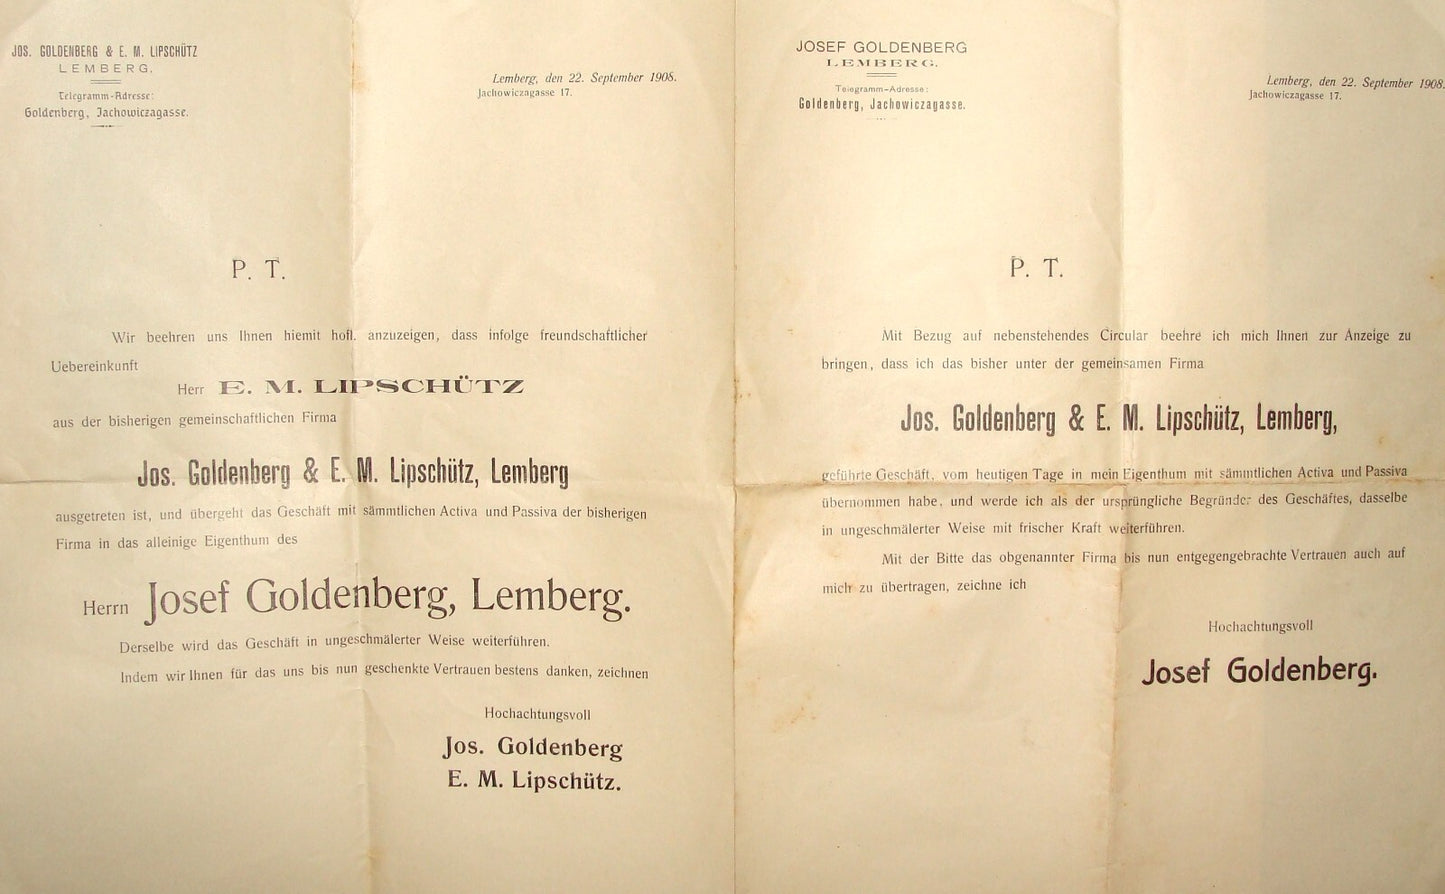 JOS. GOLDENBERG & E. M. LIPSCHÜTZ
LEMBERG.
Telegramm-Adresse:
Goldenberg, Jachowiczagasse.
Lemberg, den 22. September 1908.
Jachowiczagasse 17.
P. T.
Wir beehren uns Ihnen hiemit hofl. anzuzeigen, dass infolge freundschaftlicher
Uebereinkunft
Herr E. M. LIPSCHÜTZ
aus der bisherigen gemeinschaftlichen Firma
Jos. Goldenberg & E. M. Lipschütz, Lemberg
ausgetreten ist, und übergeht das Geschäft mit sämmtlichen Activa und Passiva der bisherigen
Firma in das alleinige Eigenthum des
Herrn Josef Goldenberg, Lemberg.
Derselbe wird das Geschäft in ungeschmälerter Weise weiterführen.
Indem wir Ihnen für das uns bis nun geschenkte Vertrauen bestens danken, zeichnen
Hochachtungsvoll
Jos. Goldenberg
E. M. Lipschütz.
JOSEF GOLDENBERG
LEMBERG.
Telegramm-Adresse:
Goldenberg, Jachowiczagasse.
Lemberg, den 22. September 1908.
Jachowiczagasse 17.
P. T.
Mit Bezug auf nebenstehendes Circular beehre ich mich Ihnen zur Anzeige zu
bringen, dass ich das bisher unter der gemeinsamen Firma
Jos. Goldenberg & E. M. Lipschütz, Lemberg,
geführte Geschäft, vom heutigen Tage in mein Eigenthum mit sämmtlichen Activa und Passiva
übernommen habe, und werde ich als der ursprüngliche Begründer des Geschäftes, dasselbe
in ungeschmälerter Weise mit frischer Kraft weiterführen.
Mit der Bitte das obgenannter Firma bis nun entgegengebrachte Vertrauen auch auf
mich zu übertragen, zeichne ich
Hochachtungsvoll
Josef Goldenberg.